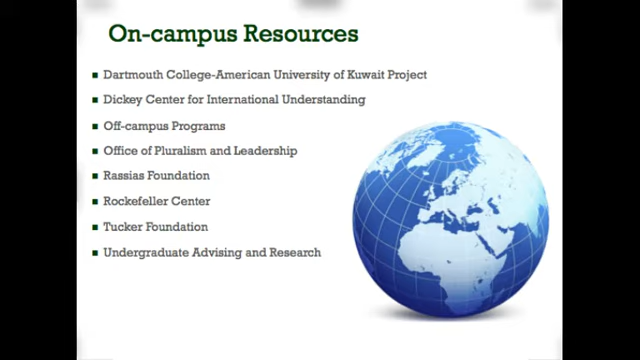 On-campus Resources
Dartmouth College-American University of Kuwait Project
Dickey Center for International Understanding
Off-campus Programs
Office of Pluralism and Leadership
Rassias Foundation
Rockefeller Center
Tucker Foundation
Undergraduate Advising and Research